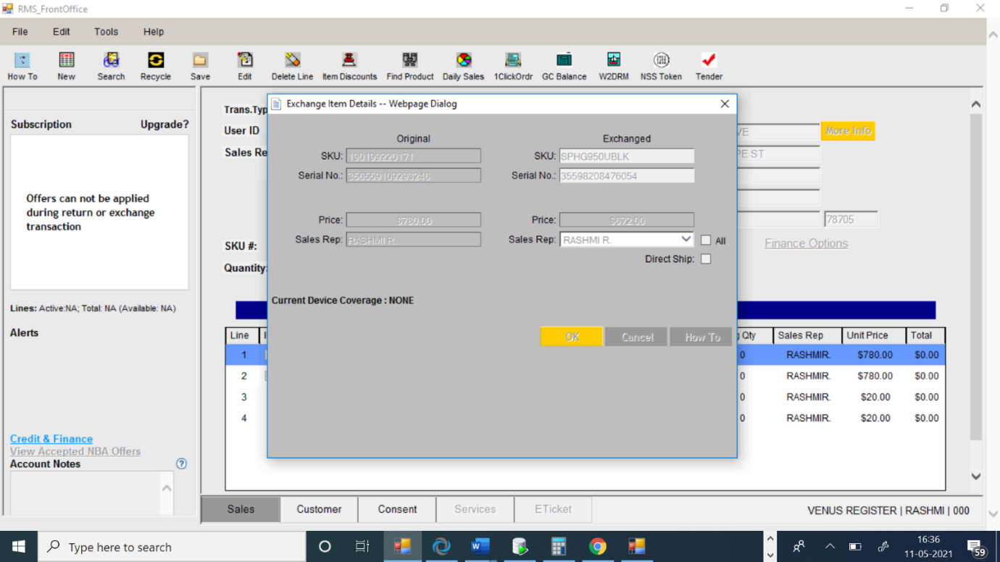 RMS_FrontOffice
File Edit Tools Help
How To New Search Recycle Save Edit Delete Line Item Discounts Find Product Daily Sales 1ClickOrdr GC Balance W2DRM NSS Token Tender
Subscription Upgrade?
Offers can not be applied
during return or exchange
transaction
Lines: Active:NA; Total: NA (Available: NA)
Alerts
Credit & Finance
View Accepted NBA Offers
Account Notes
?
Trans.Typ
User ID
Sales Re
VE
More Info
PE ST
78705
SKU #:
Finance Options
Quantity:
Exchange Item Details -- Webpage Dialog
Original Exchanged
SKU: 190199220171 SKU: SPHG950UBLK
Serial No.: 356559109293246 Serial No.: 35598208476054
Price: $780.00 Price: $672.00
Sales Rep: RASHMI R. Sales Rep: RASHMI R. All
Direct Ship:
Current Device Coverage : NONE
OK Cancel How To
Line Qty Sales Rep Unit Price Total
1 0 RASHMIR. $780.00 $0.00
2 0 RASHMIR. $780.00 $0.00
3 0 RASHMIR. $20.00 $0.00
4 0 RASHMIR. $20.00 $0.00
Sales Customer Consent Services ETicket VENUS REGISTER | RASHMI | 000
Type here to search
16:36
11-05-2021
59